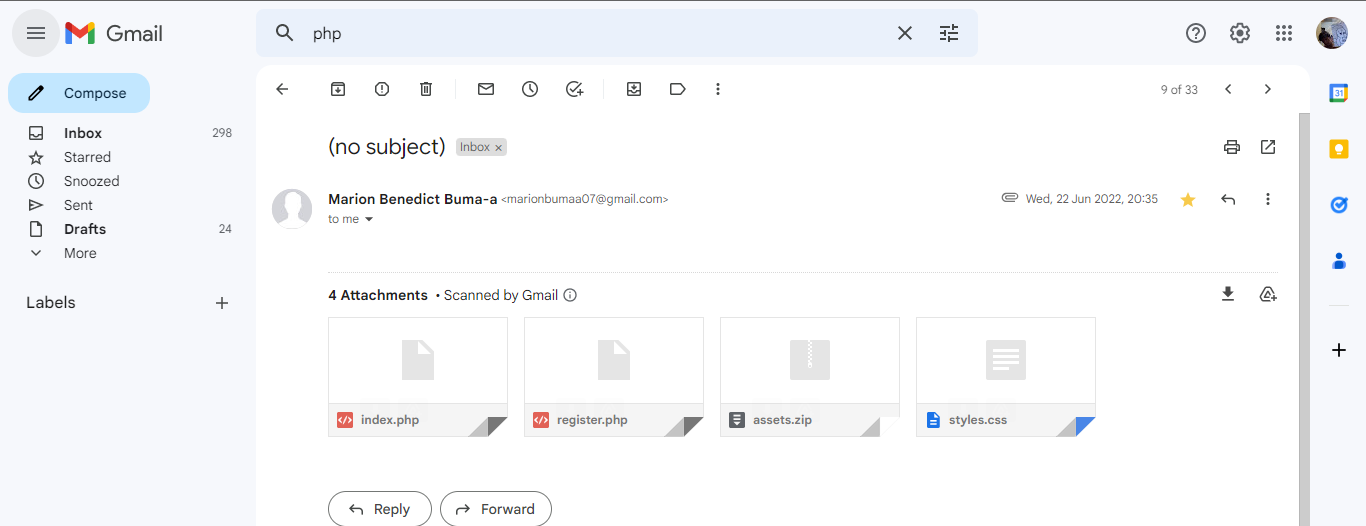 Gmail
php
Compose
9 of 33
Inbox 298
Starred
Snoozed
Sent
Drafts 24
More
Labels
(no subject) Inbox ×
Marion Benedict Buma-a <marionbumaa07@gmail.com> Wed, 22 Jun 2022, 20:35
to me
4 Attachments • Scanned by Gmail
index.php register.php assets.zip styles.css
Reply Forward
31